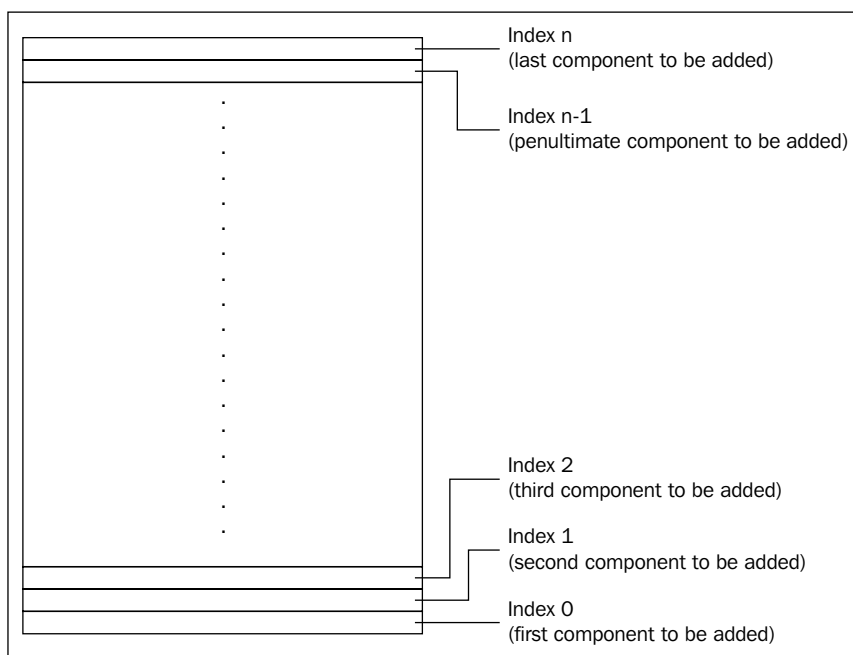 Index n
(last component to be added)
Index n-1
(penultimate component to be added)
Index 2
(third component to be added)
Index 1
(second component to be added)
Index 0
(first component to be added)